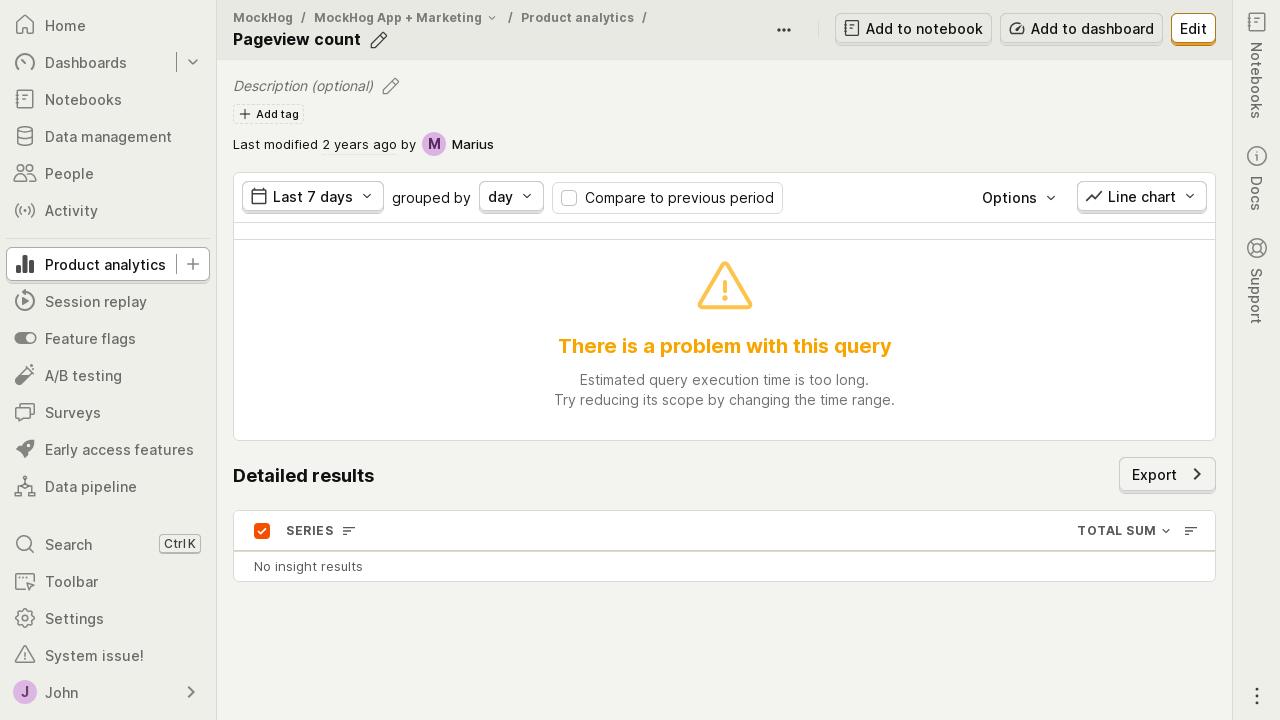 Home
Dashboards
Notebooks
Data management
People
Activity
Product analytics
Session replay
Feature flags
A/B testing
Surveys
Early access features
Data pipeline
Search Ctrl K
Toolbar
Settings
System issue!
J John
MockHog / MockHog App + Marketing / Product analytics /
Pageview count
Add to notebook
Add to dashboard
Edit
Description (optional)
Add tag
Last modified 2 years ago by M Marius
Last 7 days grouped by day Compare to previous period Options Line chart
There is a problem with this query
Estimated query execution time is too long.
Try reducing its scope by changing the time range.
Detailed results
Export
SERIES TOTAL SUM
No insight results
Notebooks
Docs
Support